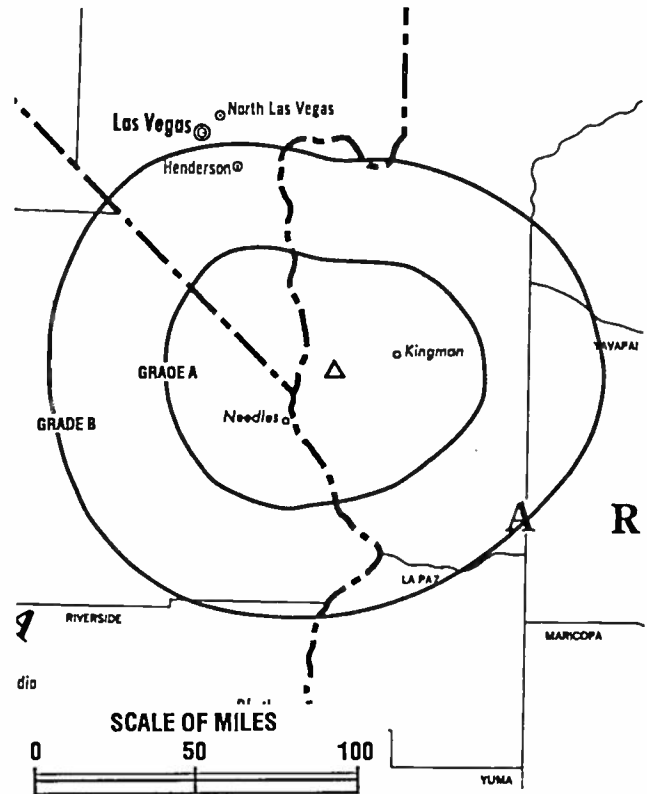 North Las Vegas
Las Vegas
Henderson
Kingman
YAVAPAI
GRADE A
Needles
GRADE B
A R
LA PAZ
RIVERSIDE
MARICOPA
dio
SCALE OF MILES
0 50 100
YUMA